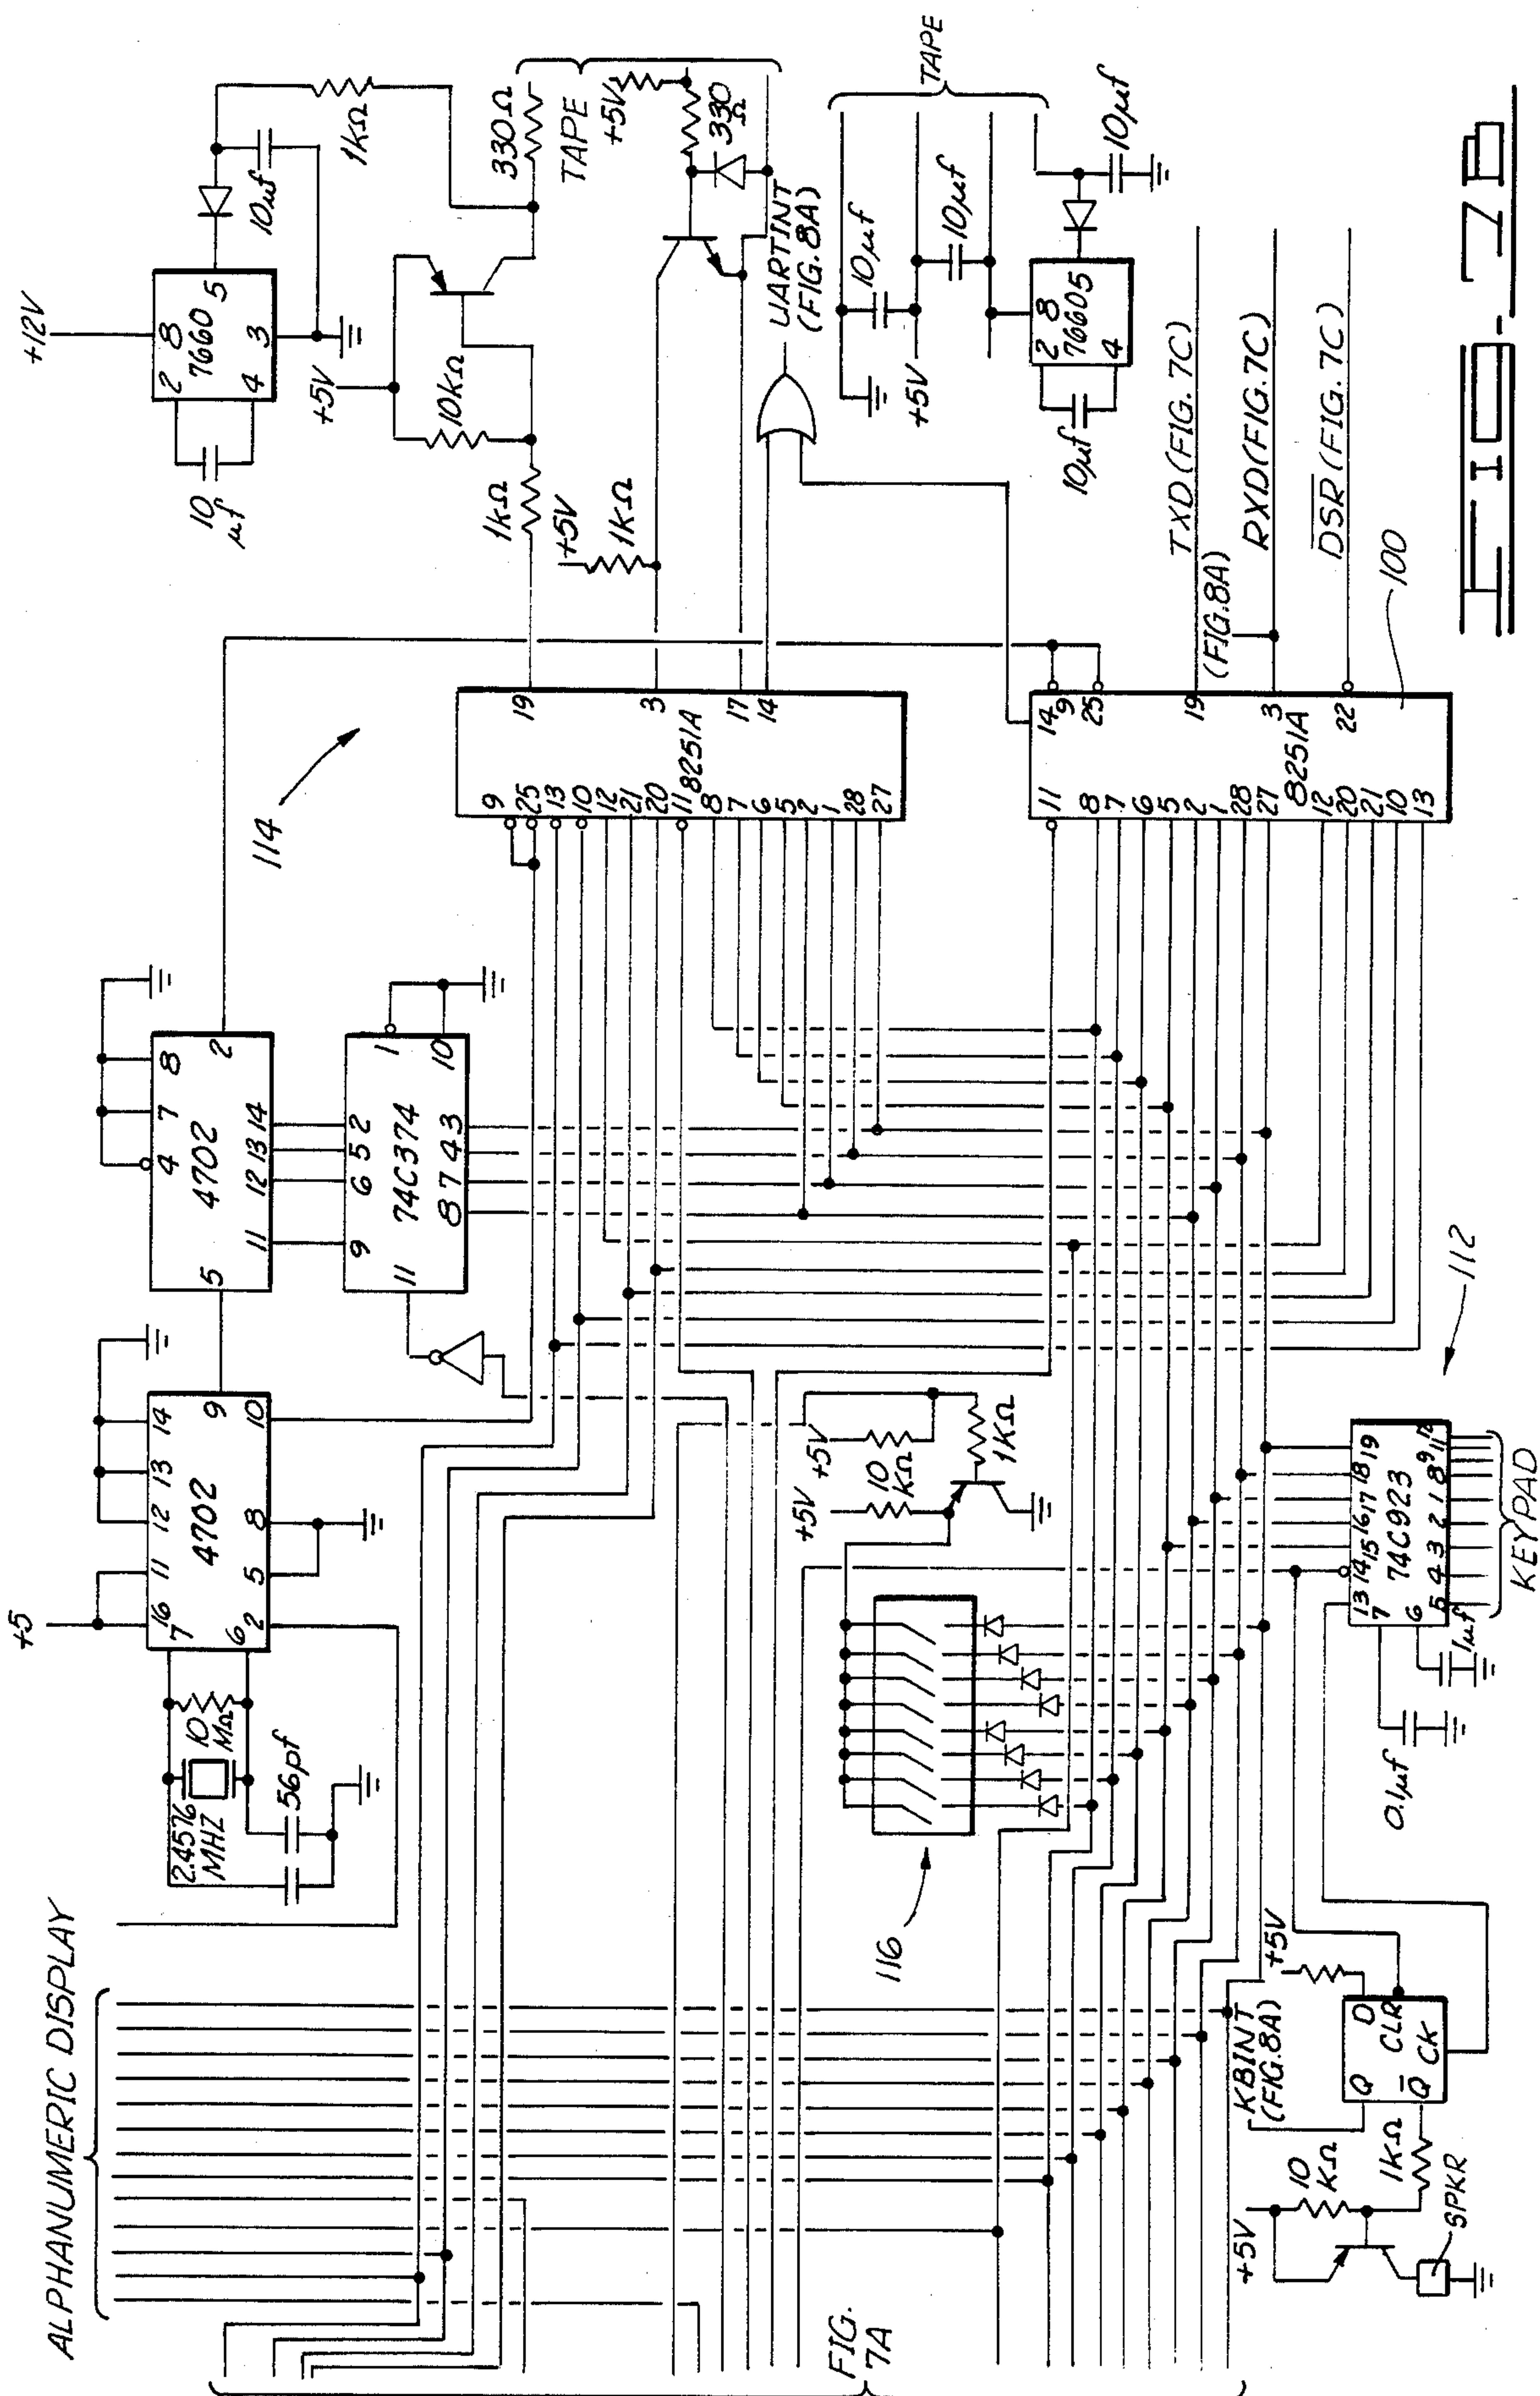 ALPHANUMERIC DISPLAY
+5
2.4576
MHZ
10
MΩ
56pf
7 16 11 12 13 14
4702
6 2 5 8 10 9
4 7 8
4702
5 11 12 13 14 2
9 6 5 2
74C374
11 8 7 4 3 10 1
114
+12V
2 8
7660
4 3 5
10
μf
10μf
1KΩ
+5V
10KΩ
1KΩ
330Ω
TAPE
+5V
330
Ω
+5V
1KΩ
19
3
17
14
8251A
9
25
13
10
12
21
20
11
8
7
6
5
2
1
28
27
UARTINT
(FIG. 8A)
TAPE
10μf
+5V
10μf
2 8
7660
4 5
10μf
10μf
14
9
25
19
3
22
8251A
11
8
7
6
5
2
1
28
27
12
20
21
10
13
TXD (FIG. 7C)
(FIG. 8A)
RXD (FIG. 7C)
DSR (FIG. 7C)
100
+5V
10
KΩ
+5V
1KΩ
116
112
13 14 15 16 17 18 19
7
74C923
6
5 4 3 2 1 8 9 11 12
KEYPAD
0.1μf
1μf
KBINT
(FIG. 8A)
+5V
Q D
CLR
Q̄ CK
+5V
10
KΩ
1KΩ
SPKR
FIG.
7A
FIG. 7B